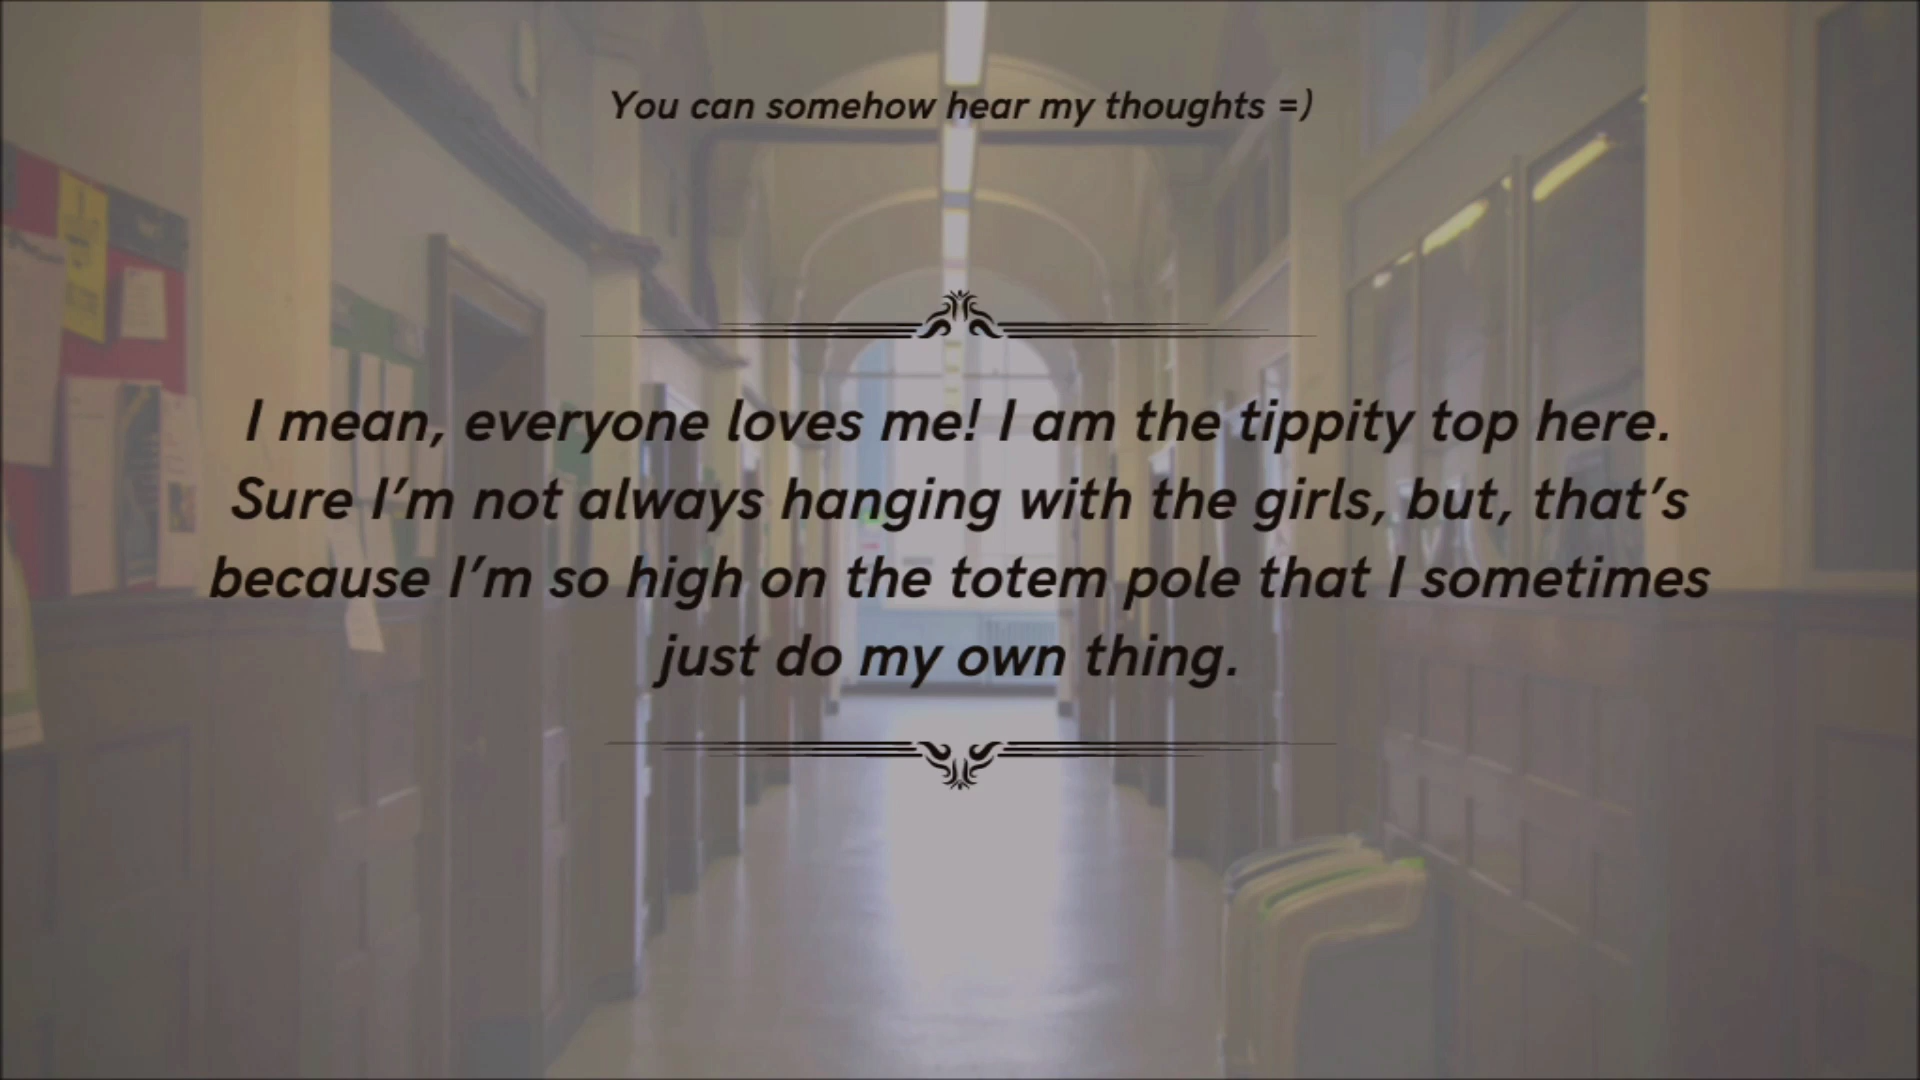 You can somehow hear my thoughts =)
I mean, everyone loves me! I am the tippity top here.
Sure I’m not always hanging with the girls, but, that’s
because I’m so high on the totem pole that I sometimes
just do my own thing.